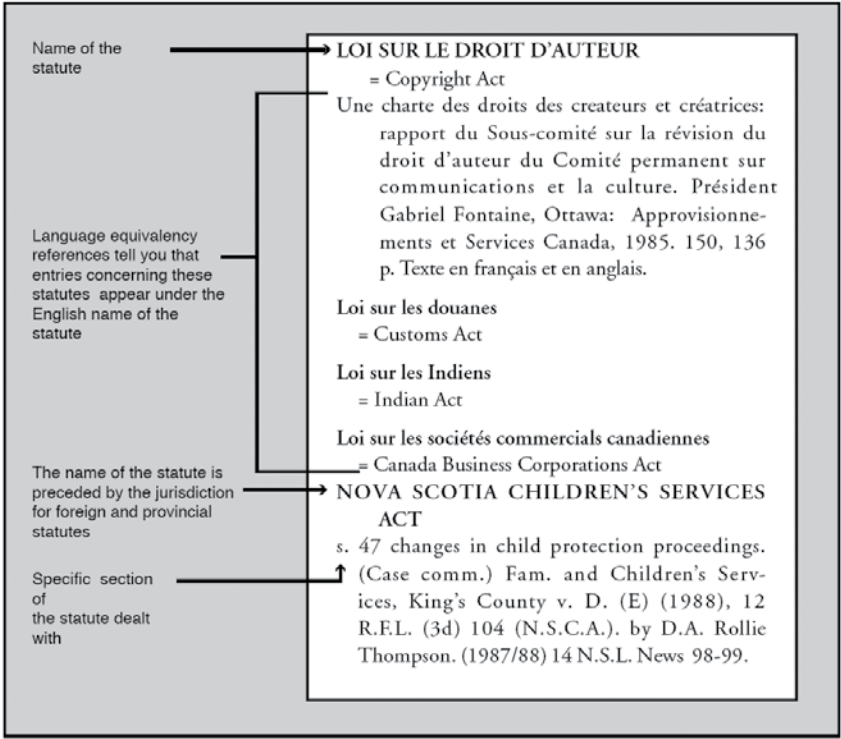 Name of the
statute
Language equivalency
references tell you that
entries concerning these
statutes appear under the
English name of the
statute
The name of the statute is
preceded by the jurisdiction
for foreign and provincial
statutes
Specific section
of
the statute dealt
with
LOI SUR LE DROIT D'AUTEUR
= Copyright Act
Une charte des droits des createurs et créatrices:
rapport du Sous-comité sur la révision du
droit d'auteur du Comité permanent sur
communications et la culture. Président
Gabriel Fontaine, Ottawa: Approvisionne-
ments et Services Canada, 1985. 150, 136
p. Texte en français et en anglais.
Loi sur les douanes
= Customs Act
Loi sur les Indiens
= Indian Act
Loi sur les sociétés commercials canadiennes
= Canada Business Corporations Act
NOVA SCOTIA CHILDREN'S SERVICES
ACT
s. 47 changes in child protection proceedings.
(Case comm.) Fam. and Children's Serv-
ices, King's County v. D. (E) (1988), 12
R.F.L. (3d) 104 (N.S.C.A.). by D.A. Rollie
Thompson. (1987/88) 14 N.S.L. News 98-99.